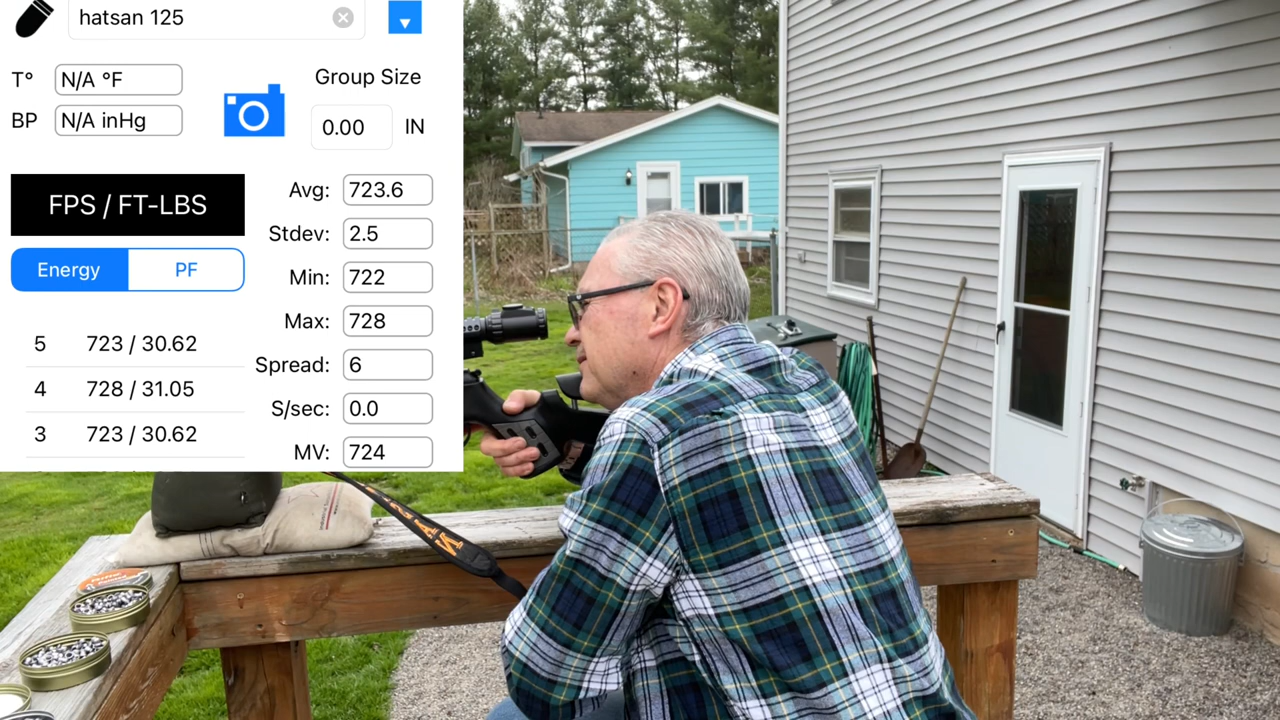 hatsan 125
T° N/A °F
BP N/A inHg
Group Size
0.00 IN
FPS / FT-LBS
Energy PF
5 723 / 30.62
4 728 / 31.05
3 723 / 30.62
Avg: 723.6
Stdev: 2.5
Min: 722
Max: 728
Spread: 6
S/sec: 0.0
MV: 724